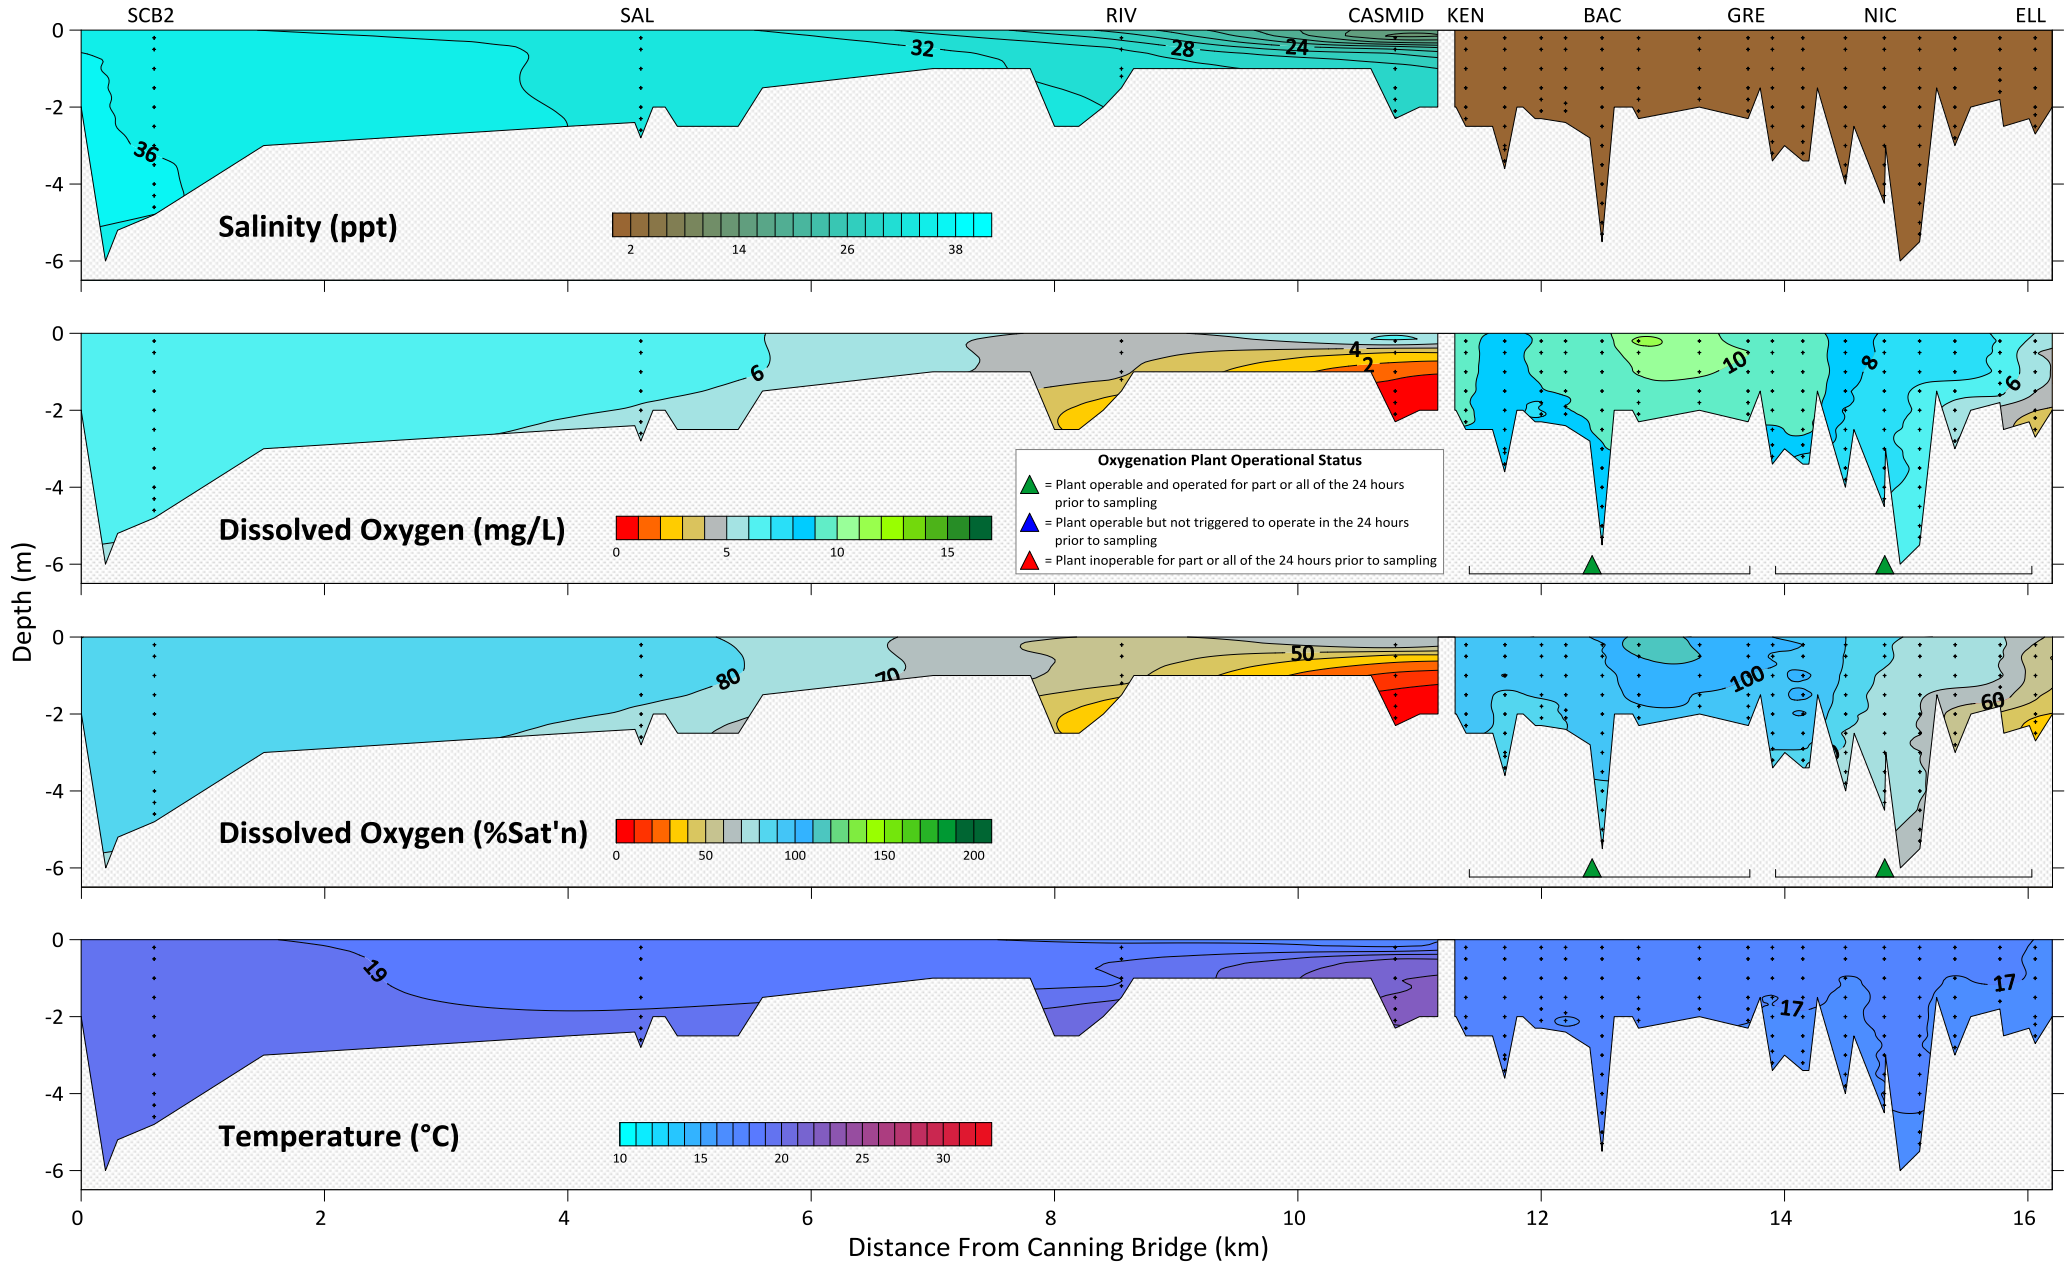 SCB2 SAL RIV CASMID KEN BAC GRE NIC ELL
0
-2
-4
-6
32 28 24
36
Salinity (ppt)
2 14 26 38
0
-2
-4
-6
6 4 2 10 8 6
Dissolved Oxygen (mg/L)
0 5 10 15
Oxygenation Plant Operational Status
= Plant operable and operated for part or all of the 24 hours
prior to sampling
= Plant operable but not triggered to operate in the 24 hours
prior to sampling
= Plant inoperable for part or all of the 24 hours prior to sampling
Depth (m)
0
-2
-4
-6
80 70 50 100 60
Dissolved Oxygen (%Sat'n)
0 50 100 150 200
0
-2
-4
-6
19 17 17
Temperature (°C)
10 15 20 25 30
0 2 4 6 8 10 12 14 16
Distance From Canning Bridge (km)